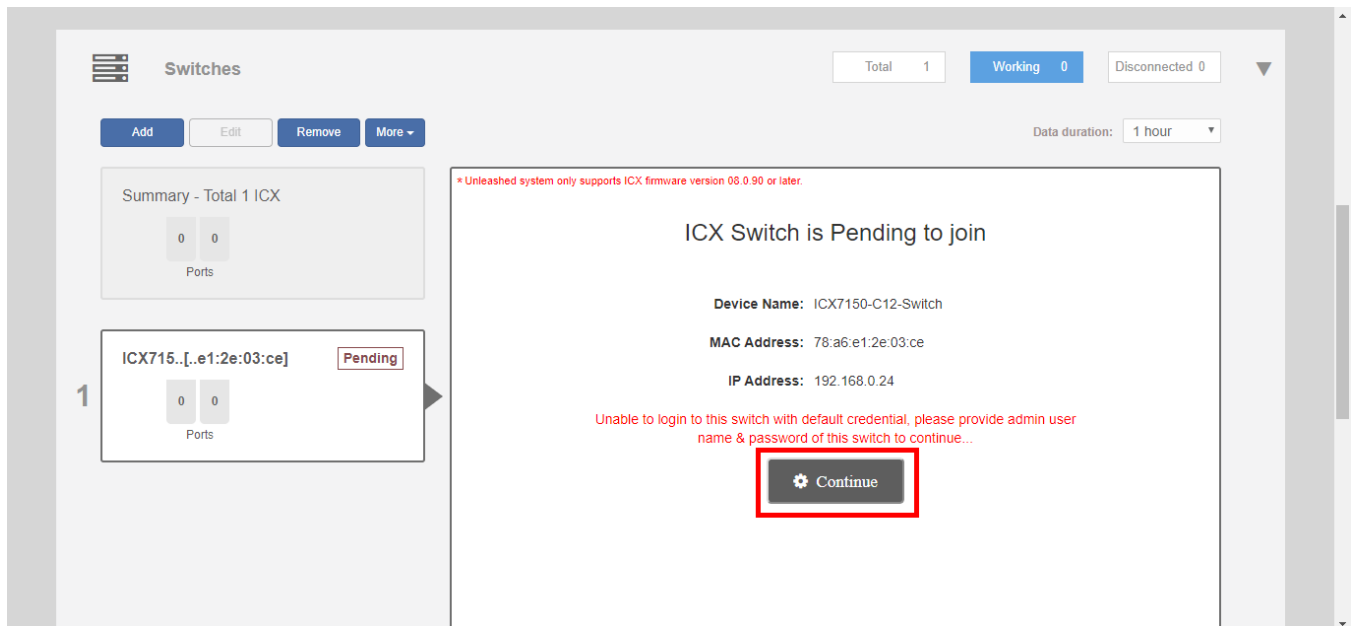 Switches
Total 1
Working 0
Disconnected 0
Add
Edit
Remove
More
Data duration: 1 hour
Summary - Total 1 ICX
0 0
Ports
1
ICX715..[..e1:2e:03:ce]
Pending
0 0
Ports
* Unleashed system only supports ICX firmware version 08.0.90 or later.
ICX Switch is Pending to join
Device Name: ICX7150-C12-Switch
MAC Address: 78:a6:e1:2e:03:ce
IP Address: 192.168.0.24
Unable to login to this switch with default credential, please provide admin user
name & password of this switch to continue...
Continue